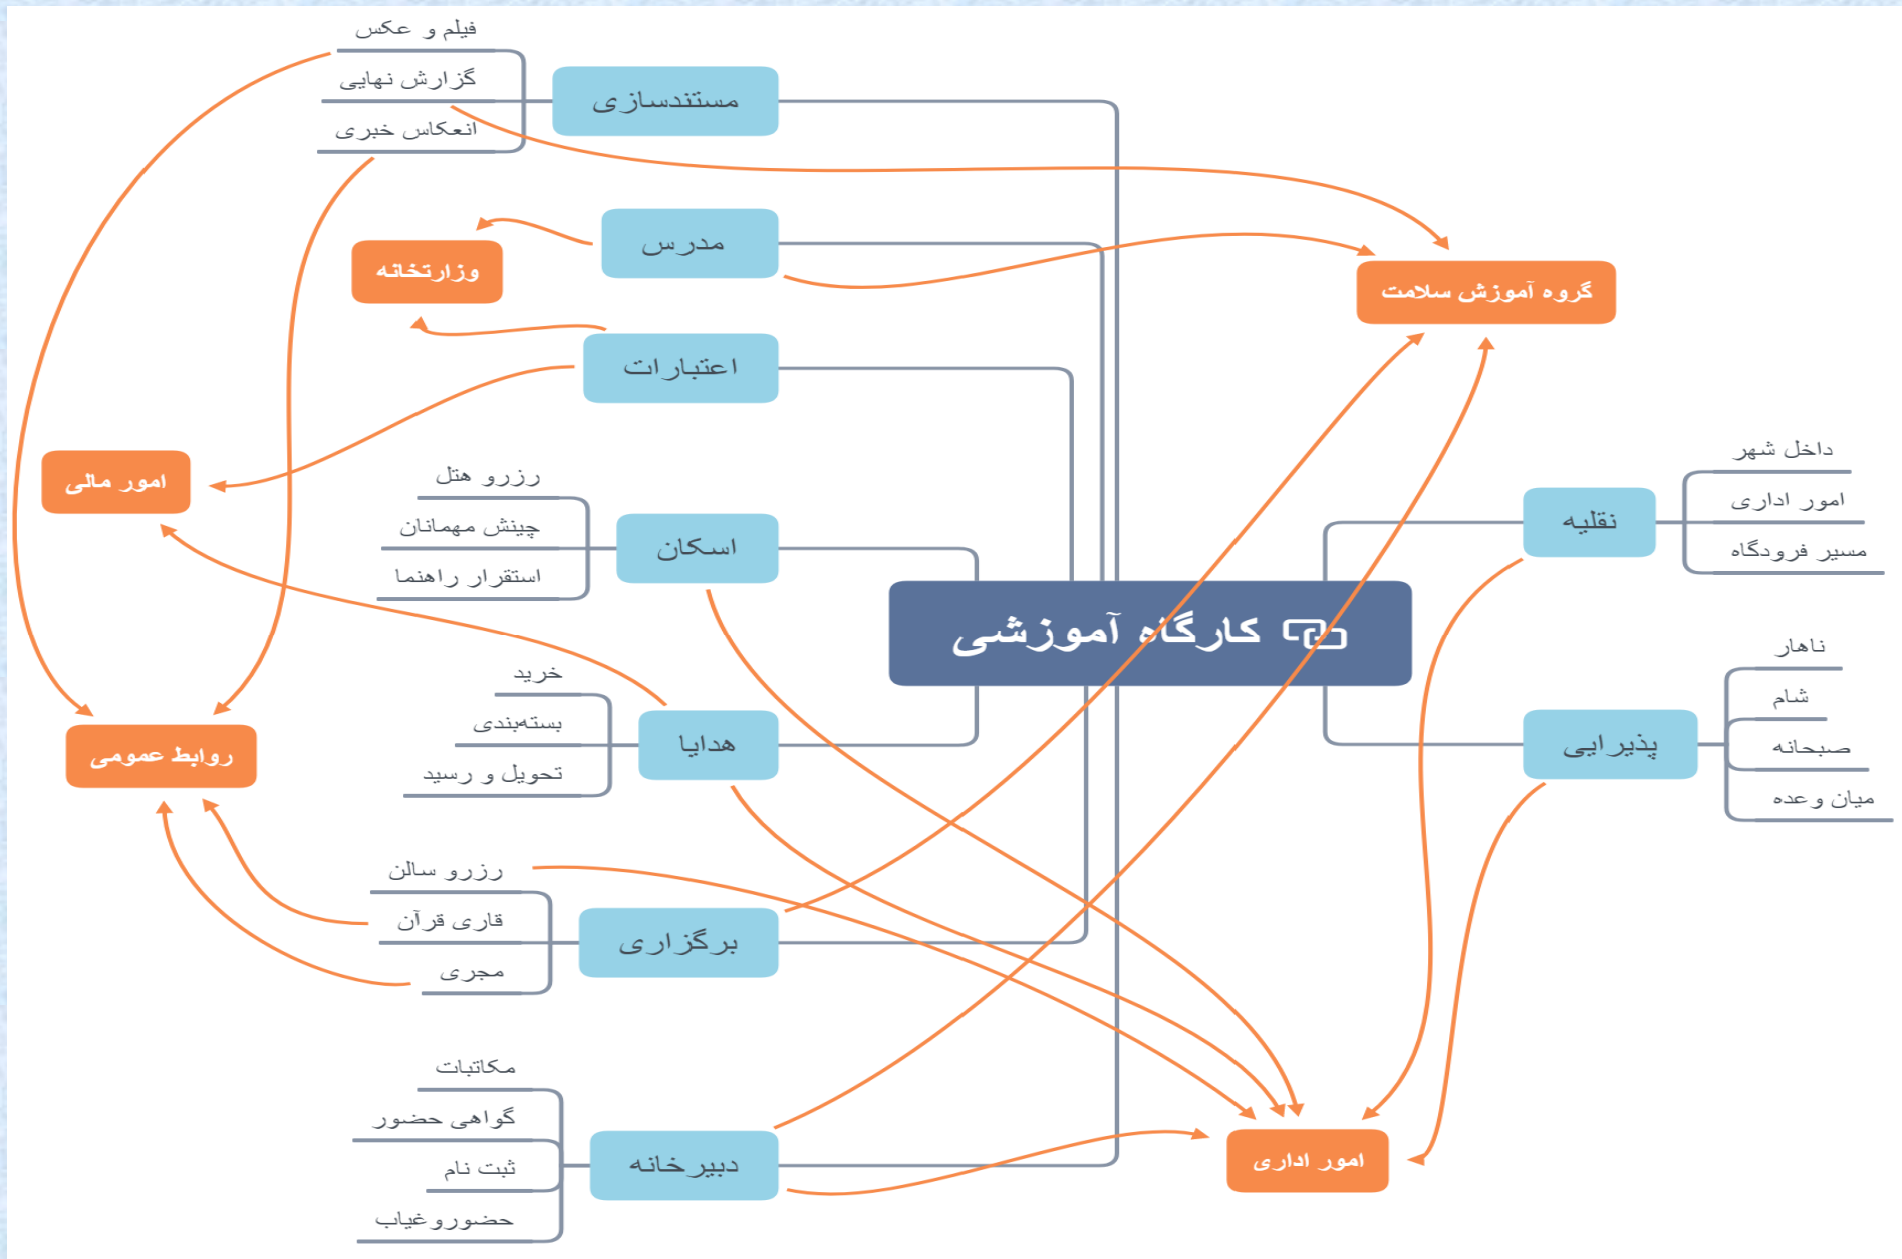 کارگاه آموزشی
نقلیه
داخل شهر
امور اداری
مسیر فرودگاه
پذیرایی
ناهار
شام
صبحانه
میان وعده
مستندسازی
فیلم و عکس
گزارش نهایی
انعکاس خبری
مدرس
اعتبارات
اسکان
رزرو هتل
چینش مهمانان
استقرار راهنما
هدایا
خرید
بسته‌بندی
تحویل و رسید
برگزاری
رزرو سالن
قاری قرآن
مجری
دبیرخانه
مکاتبات
گواهی حضور
ثبت نام
حضوروغیاب
گروه آموزش سلامت
وزارتخانه
امور مالی
روابط عمومی
امور اداری